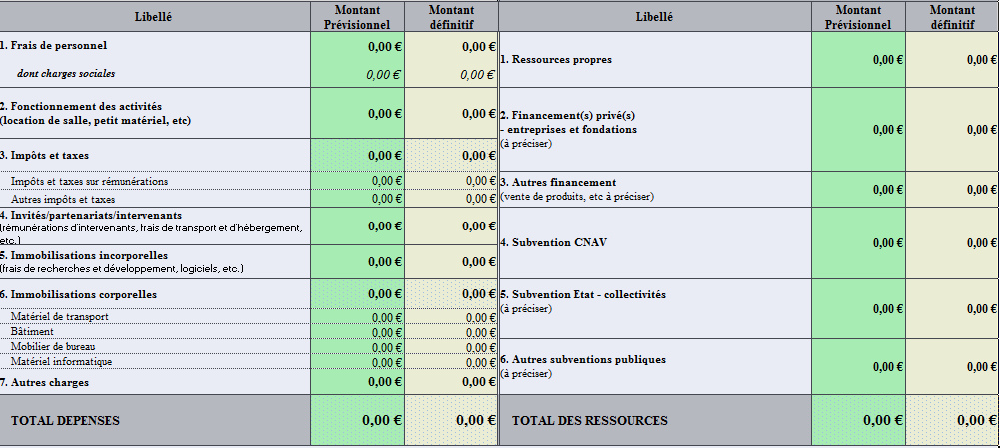 Libellé Montant Prévisionnel Montant définitif Libellé Montant Prévisionnel Montant définitif
1. Frais de personnel 0,00 € 0,00 €
dont charges sociales 0,00 € 0,00 €
1. Ressources propres 0,00 € 0,00 €
2. Fonctionnement des activités
(location de salle, petit matériel, etc) 0,00 € 0,00 €
2. Financement(s) privé(s)
- entreprises et fondations 0,00 € 0,00 €
(à préciser)
3. Impôts et taxes 0,00 € 0,00 €
Impôts et taxes sur rémunérations 0,00 € 0,00 €
Autres impôts et taxes 0,00 € 0,00 €
3. Autres financement
(vente de produits, etc à préciser) 0,00 € 0,00 €
4. Invités/partenariats/intervenants
(rémunérations d'intervenants, frais de transport et d'hébergement, 0,00 € 0,00 €
etc.)
4. Subvention CNAV 0,00 € 0,00 €
5. Immobilisations incorporelles
(frais de recherches et développement, logiciels, etc.) 0,00 € 0,00 €
6. Immobilisations corporelles 0,00 € 0,00 €
5. Subvention Etat - collectivités
(à préciser) 0,00 € 0,00 €
Matériel de transport 0,00 € 0,00 €
Bâtiment 0,00 € 0,00 €
Mobilier de bureau 0,00 € 0,00 €
Matériel informatique 0,00 € 0,00 €
6. Autres subventions publiques
(à préciser) 0,00 € 0,00 €
7. Autres charges 0,00 € 0,00 €
TOTAL DEPENSES 0,00 € 0,00 € TOTAL DES RESSOURCES 0,00 € 0,00 €